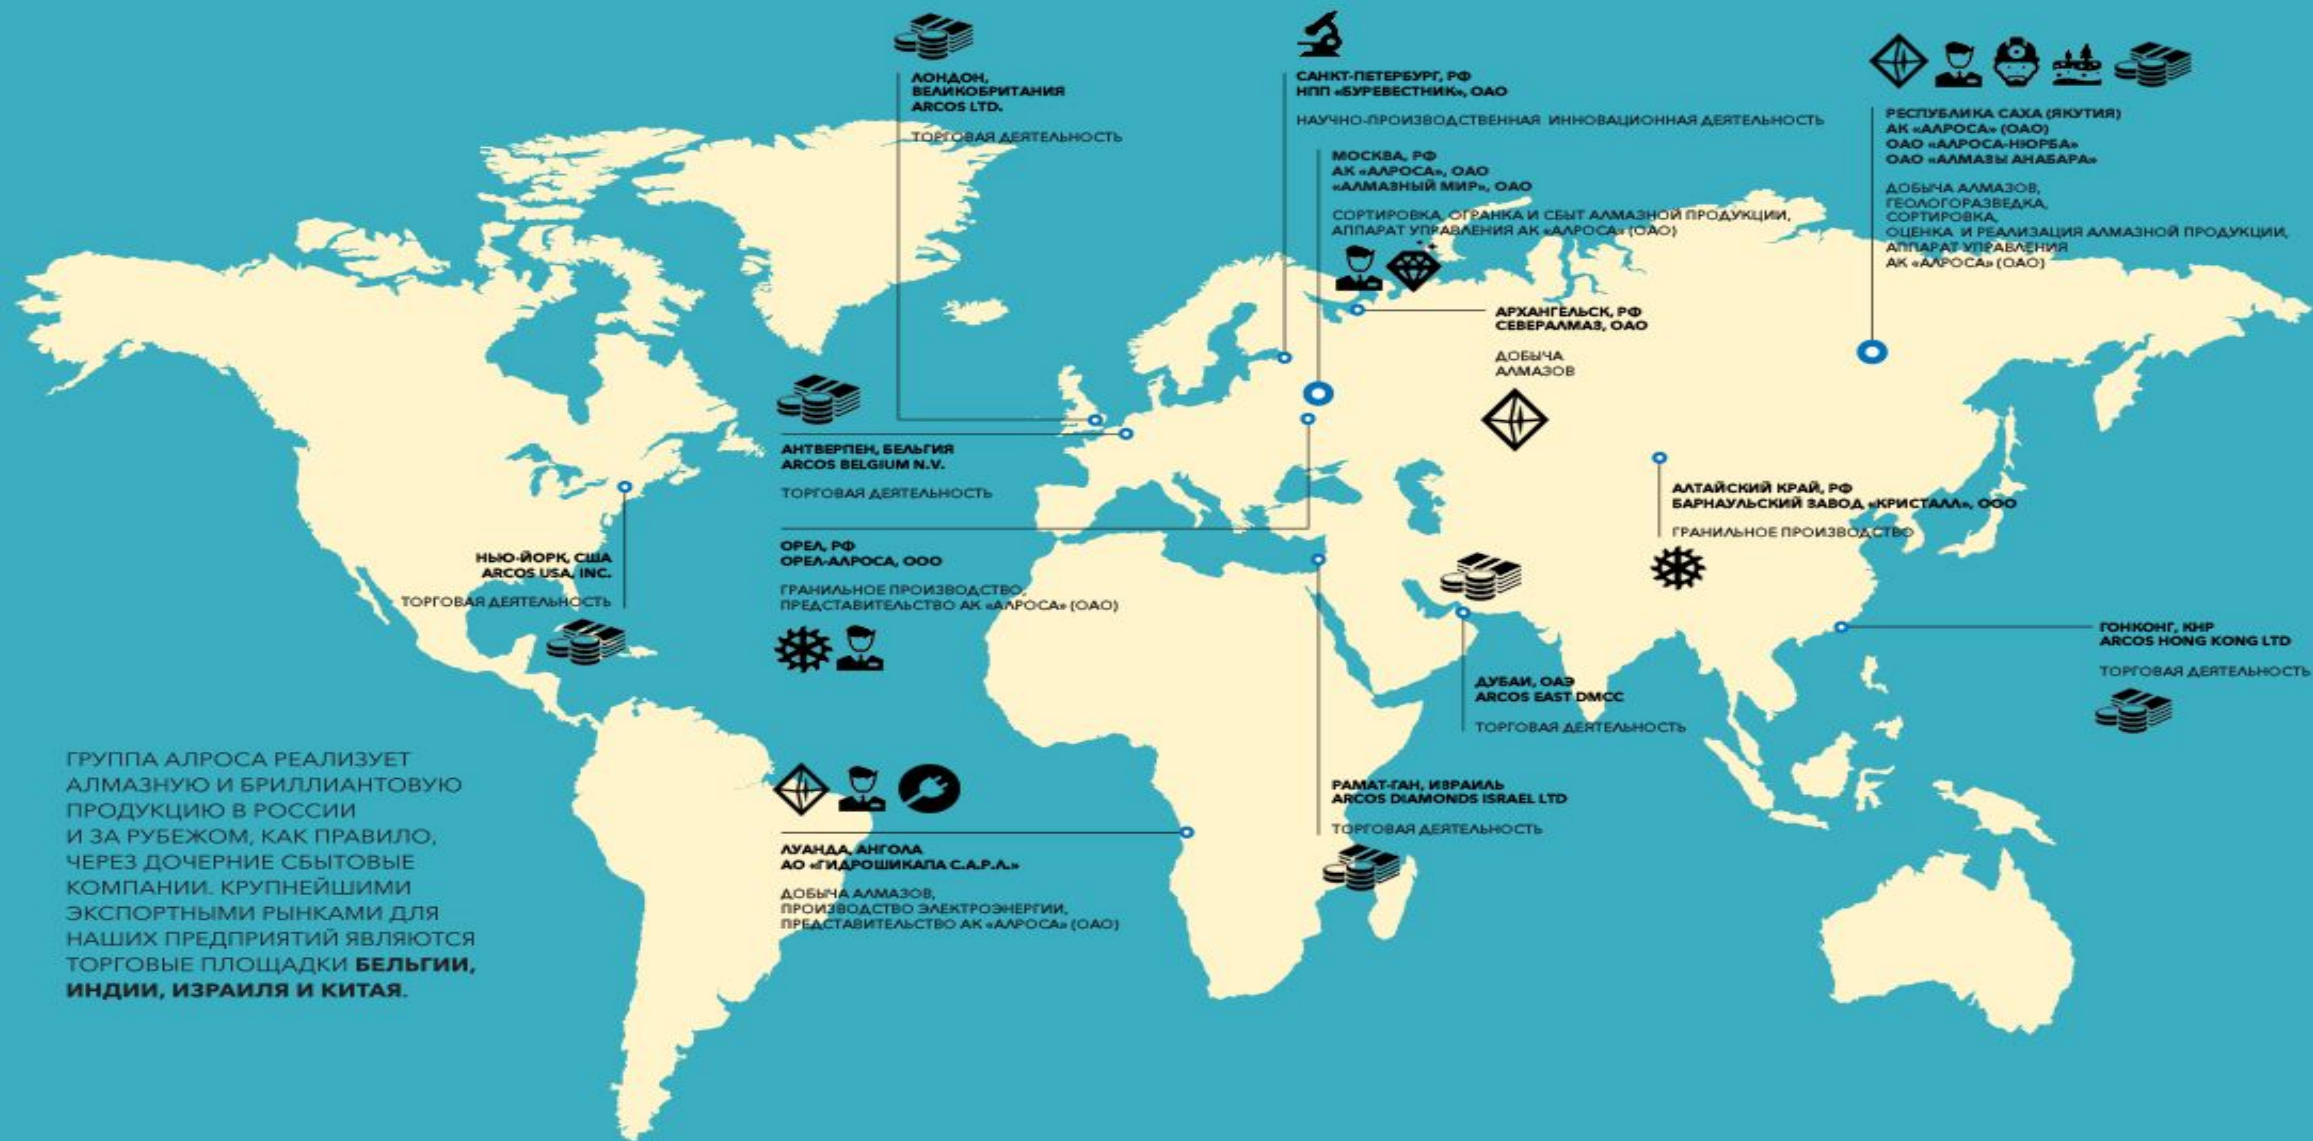 ЛОНДОН,
ВЕЛИКОБРИТАНИЯ
ARCOS LTD.
ТОРГОВАЯ ДЕЯТЕЛЬНОСТЬ
САНКТ-ПЕТЕРБУРГ, РФ
НПП «БУРЕВЕСТНИК», ОАО
НАУЧНО-ПРОИЗВОДСТВЕННАЯ ИННОВАЦИОННАЯ ДЕЯТЕЛЬНОСТЬ
МОСКВА, РФ
АК «АЛРОСА», ОАО
«АЛМАЗНЫЙ МИР», ОАО
СОРТИРОВКА, ОГРАНКА И СБЫТ АЛМАЗНОЙ ПРОДУКЦИИ,
АППАРАТ УПРАВЛЕНИЯ АК «АЛРОСА» (ОАО)
РЕСПУБЛИКА САХА (ЯКУТИЯ)
АК «АЛРОСА» (ОАО)
ОАО «АЛРОСА-НЮРБА»
ОАО «АЛМАЗЫ АНАБАРА»
ДОБЫЧА АЛМАЗОВ,
ГЕОЛОГОРАЗВЕДКА,
СОРТИРОВКА,
ОЦЕНКА И РЕАЛИЗАЦИЯ АЛМАЗНОЙ ПРОДУКЦИИ,
АППАРАТ УПРАВЛЕНИЯ
АК «АЛРОСА» (ОАО)
АРХАНГЕЛЬСК, РФ
СЕВЕРАЛМАЗ, ОАО
ДОБЫЧА
АЛМАЗОВ
АНТВЕРПЕН, БЕЛЬГИЯ
ARCOS BELGIUM N.V.
ТОРГОВАЯ ДЕЯТЕЛЬНОСТЬ
АЛТАЙСКИЙ КРАЙ, РФ
БАРНАУЛЬСКИЙ ЗАВОД «КРИСТАЛЛ», ООО
ГРАНИЛЬНОЕ ПРОИЗВОДСТВО
НЬЮ-ЙОРК, США
ARCOS USA, INC.
ТОРГОВАЯ ДЕЯТЕЛЬНОСТЬ
ОРЕЛ, РФ
ОРЕЛ-АЛРОСА, ООО
ГРАНИЛЬНОЕ ПРОИЗВОДСТВО,
ПРЕДСТАВИТЕЛЬСТВО АК «АЛРОСА» (ОАО)
ГОНКОНГ, КНР
ARCOS HONG KONG LTD
ТОРГОВАЯ ДЕЯТЕЛЬНОСТЬ
ДУБАИ, ОАЭ
ARCOS EAST DMCC
ТОРГОВАЯ ДЕЯТЕЛЬНОСТЬ
РАМАТ-ГАН, ИЗРАИЛЬ
ARCOS DIAMONDS ISRAEL LTD
ТОРГОВАЯ ДЕЯТЕЛЬНОСТЬ
ЛУАНДА, АНГОЛА
АО «ГИДРОШИКАПА С.А.Р.Л.»
ДОБЫЧА АЛМАЗОВ,
ПРОИЗВОДСТВО ЭЛЕКТРОЭНЕРГИИ,
ПРЕДСТАВИТЕЛЬСТВО АК «АЛРОСА» (ОАО)
ГРУППА АЛРОСА РЕАЛИЗУЕТ
АЛМАЗНУЮ И БРИЛЛИАНТОВУЮ
ПРОДУКЦИЮ В РОССИИ
И ЗА РУБЕЖОМ, КАК ПРАВИЛО,
ЧЕРЕЗ ДОЧЕРНИЕ СБЫТОВЫЕ
КОМПАНИИ. КРУПНЕЙШИМИ
ЭКСПОРТНЫМИ РЫНКАМИ ДЛЯ
НАШИХ ПРЕДПРИЯТИЙ ЯВЛЯЮТСЯ
ТОРГОВЫЕ ПЛОЩАДКИ БЕЛЬГИИ,
ИНДИИ, ИЗРАИЛЯ И КИТАЯ.